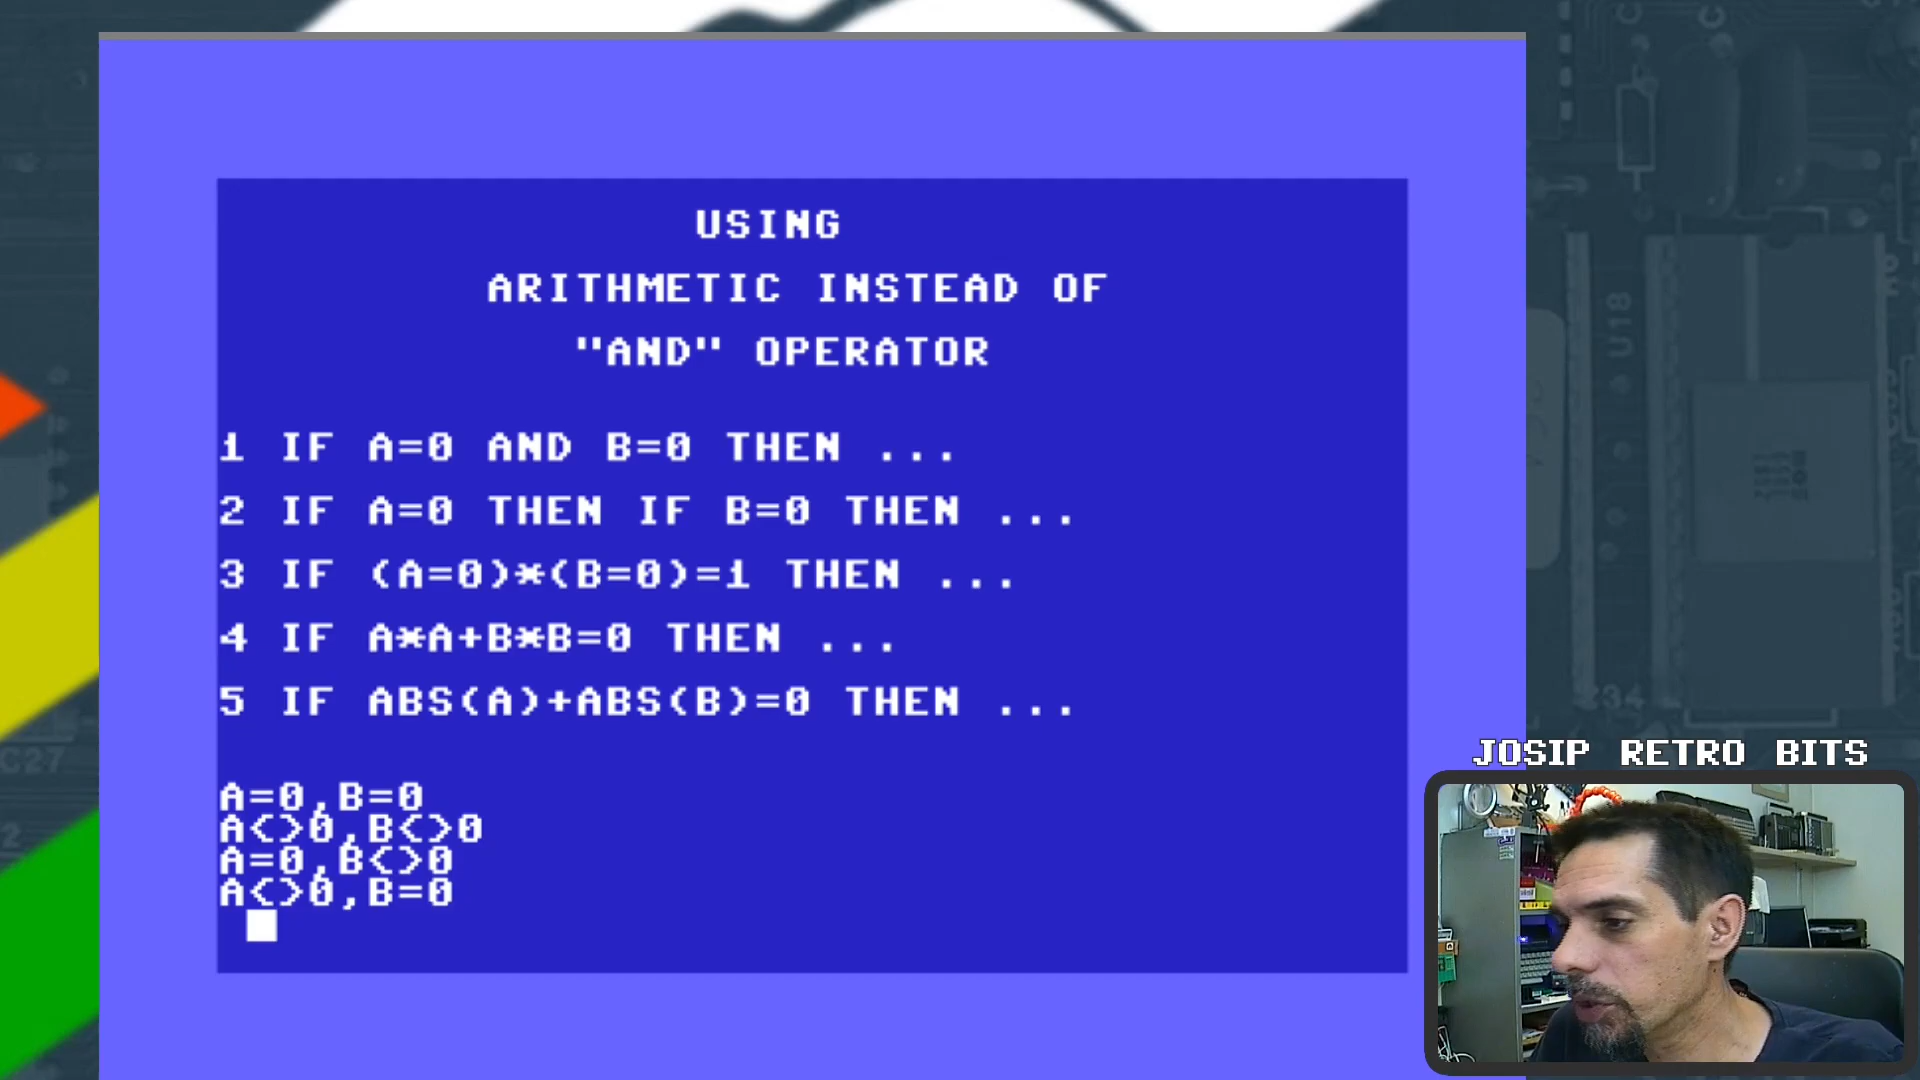 USING
ARITHMETIC INSTEAD OF
"AND" OPERATOR
1 IF A=0 AND B=0 THEN ...
2 IF A=0 THEN IF B=0 THEN ...
3 IF (A=0)*(B=0)=1 THEN ...
4 IF A*A+B*B=0 THEN ...
5 IF ABS(A)+ABS(B)=0 THEN ...
A=0,B=0
A<>0,B<>0
A=0,B<>0
A<>0,B=0
JOSIP RETRO BITS
U18
C27